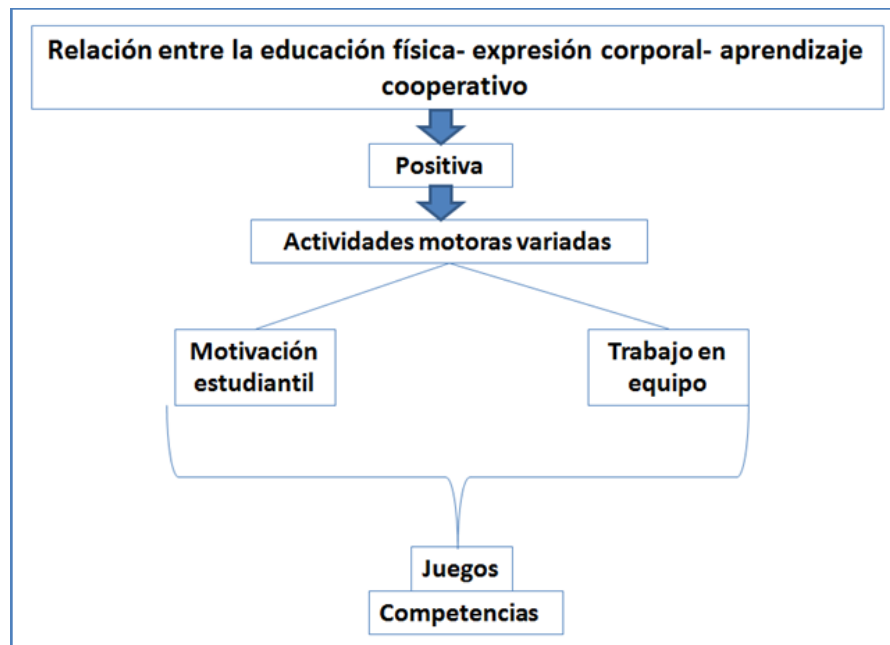 Relación entre la educación física- expresión corporal- aprendizaje
cooperativo
Positiva
Actividades motoras variadas
Motivación
estudiantil
Trabajo en
equipo
Juegos
Competencias